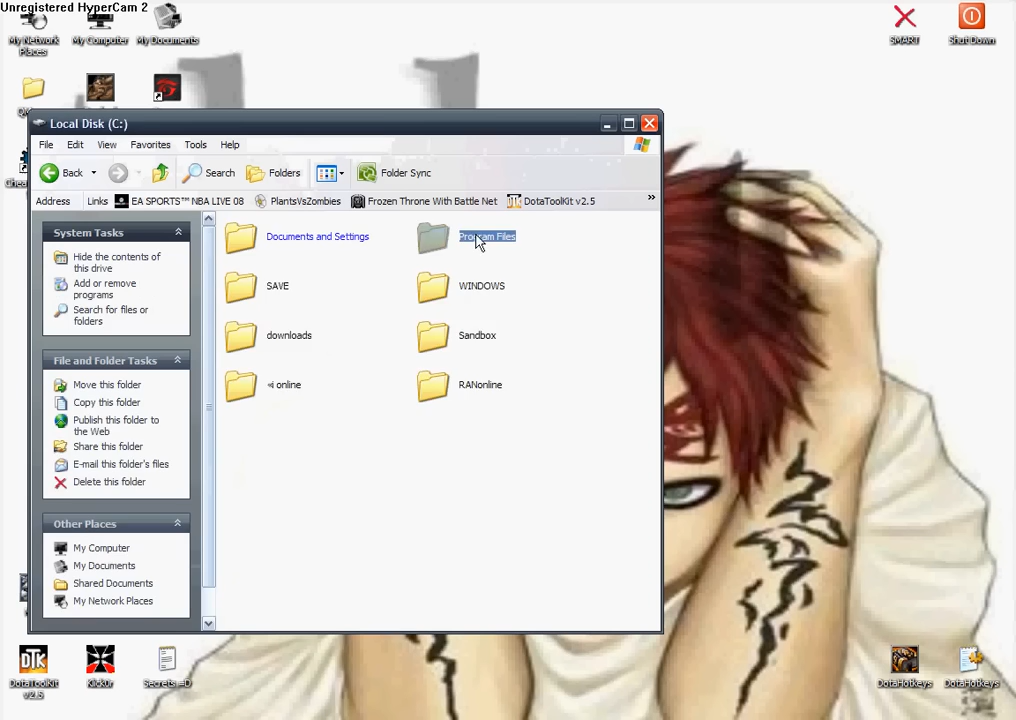 Unregistered HyperCam 2
My Network
Places
My Computer
My Documents
SMART
Shut Down
Local Disk (C:)
File Edit View Favorites Tools Help
Back Search Folders Folder Sync
Address Links EA SPORTS™ NBA LIVE 08 PlantsVsZombies Frozen Throne With Battle Net DotaToolKit v2.5 »
System Tasks
Hide the contents of
this drive
Add or remove
programs
Search for files or
folders
File and Folder Tasks
Move this folder
Copy this folder
Publish this folder to
the Web
Share this folder
E-mail this folder's files
Delete this folder
Other Places
My Computer
My Documents
Shared Documents
My Network Places
Documents and Settings
Program Files
SAVE
WINDOWS
downloads
Sandbox
online
RANonline
DTK
DotaToolKit
v2.5
KickUr
Secrets =D
DotaHotkeys
DotaHotkeys